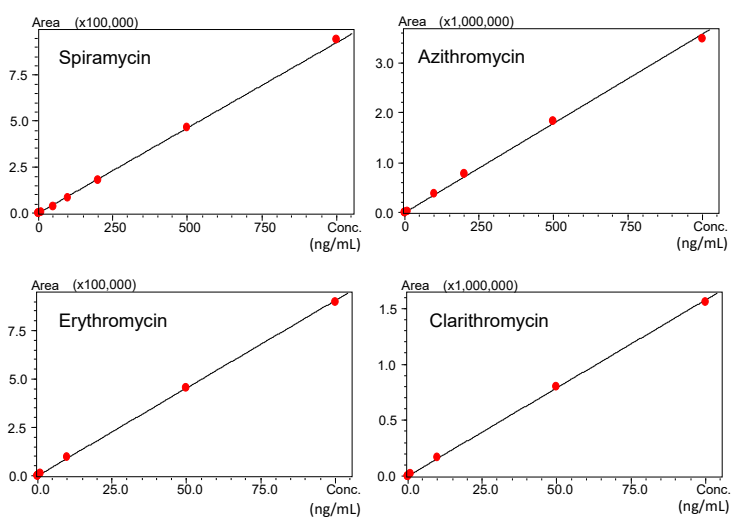 Area (x100,000)
Spiramycin
7.5
5.0
2.5
0.0
0 250 500 750 Conc.
(ng/mL)
Area (x1,000,000)
Azithromycin
3.0
2.0
1.0
0.0
0 250 500 750 Conc.
(ng/mL)
Area (x100,000)
Erythromycin
7.5
5.0
2.5
0.0
0.0 25.0 50.0 75.0 Conc.
(ng/mL)
Area (x1,000,000)
Clarithromycin
1.5
1.0
0.5
0.0
0.0 25.0 50.0 75.0 Conc.
(ng/mL)